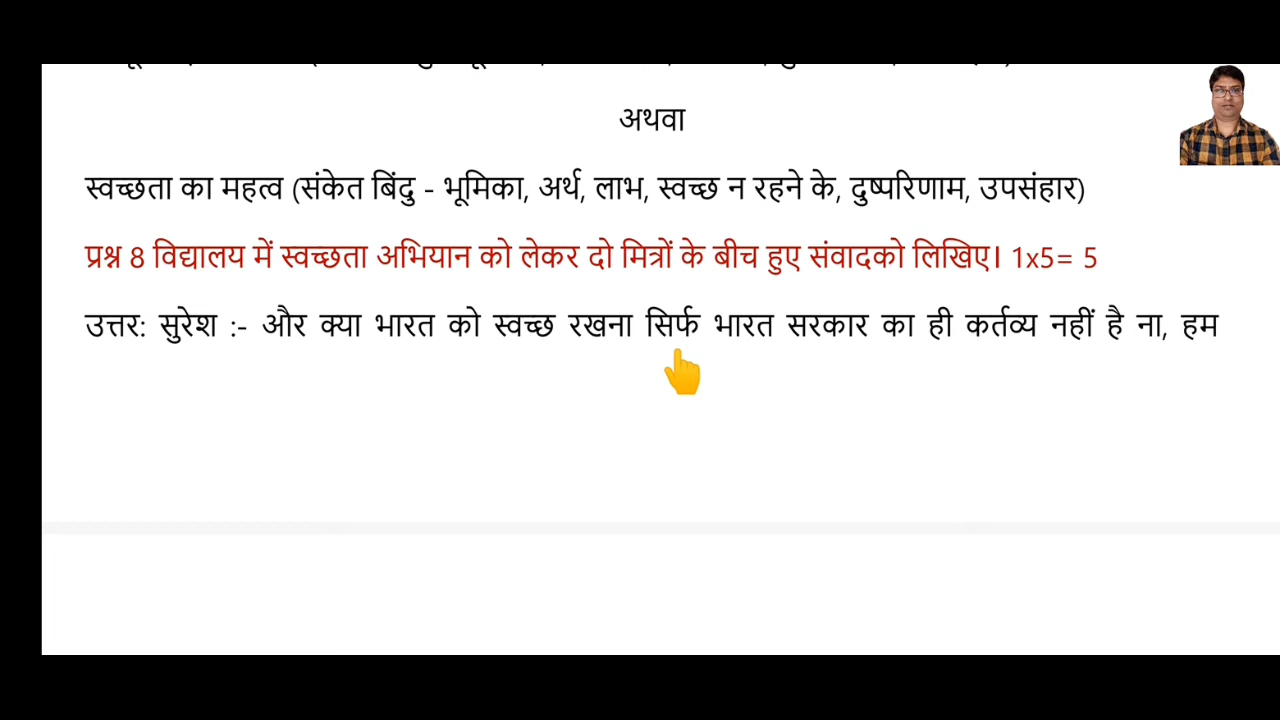 अथवा
स्वच्छता का महत्व (संकेत बिंदु - भूमिका, अर्थ, लाभ, स्वच्छ न रहने के, दुष्परिणाम, उपसंहार)
प्रश्न 8 विद्यालय में स्वच्छता अभियान को लेकर दो मित्रों के बीच हुए संवादको लिखिए। 1x5= 5
उत्तर: सुरेश :- और क्या भारत को स्वच्छ रखना सिर्फ भारत सरकार का ही कर्तव्य नहीं है ना, हम